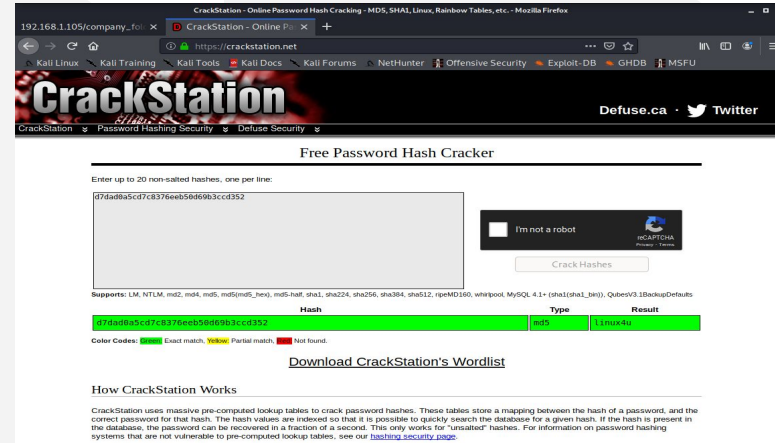 CrackStation - Online Password Hash Cracking - MD5, SHA1, Linux, Rainbow Tables, etc. - Mozilla Firefox
192.168.1.105/company_fol
CrackStation - Online Pa
https://crackstation.net
Kali Linux Kali Training Kali Tools Kali Docs Kali Forums NetHunter Offensive Security Exploit-DB GHDB MSFU
CrackStation
Defuse.ca · Twitter
CrackStation Password Hashing Security Defuse Security
Free Password Hash Cracker
Enter up to 20 non-salted hashes, one per line:
d7dad0a5cd7c8376eeb50d69b3ccd352
I'm not a robot
reCAPTCHA
Privacy - Terms
Crack Hashes
Supports: LM, NTLM, md2, md4, md5, md5(md5_hex), md5-half, sha1, sha224, sha256, sha384, sha512, ripeMD160, whirlpool, MySQL 4.1+ (sha1(sha1_bin)), QubesV3.1BackupDefaults
Hash Type Result
d7dad0a5cd7c8376eeb50d69b3ccd352 md5 linux4u
Color Codes: Green: Exact match, Yellow: Partial match, Red: Not found.
Download CrackStation's Wordlist
How CrackStation Works
CrackStation uses massive pre-computed lookup tables to crack password hashes. These tables store a mapping between the hash of a password, and the
correct password for that hash. The hash values are indexed so that it is possible to quickly search the database for a given hash. If the hash is present in
the database, the password can be recovered in a fraction of a second. This only works for "unsalted" hashes. For information on password hashing
systems that are not vulnerable to pre-computed lookup tables, see our hashing security page.